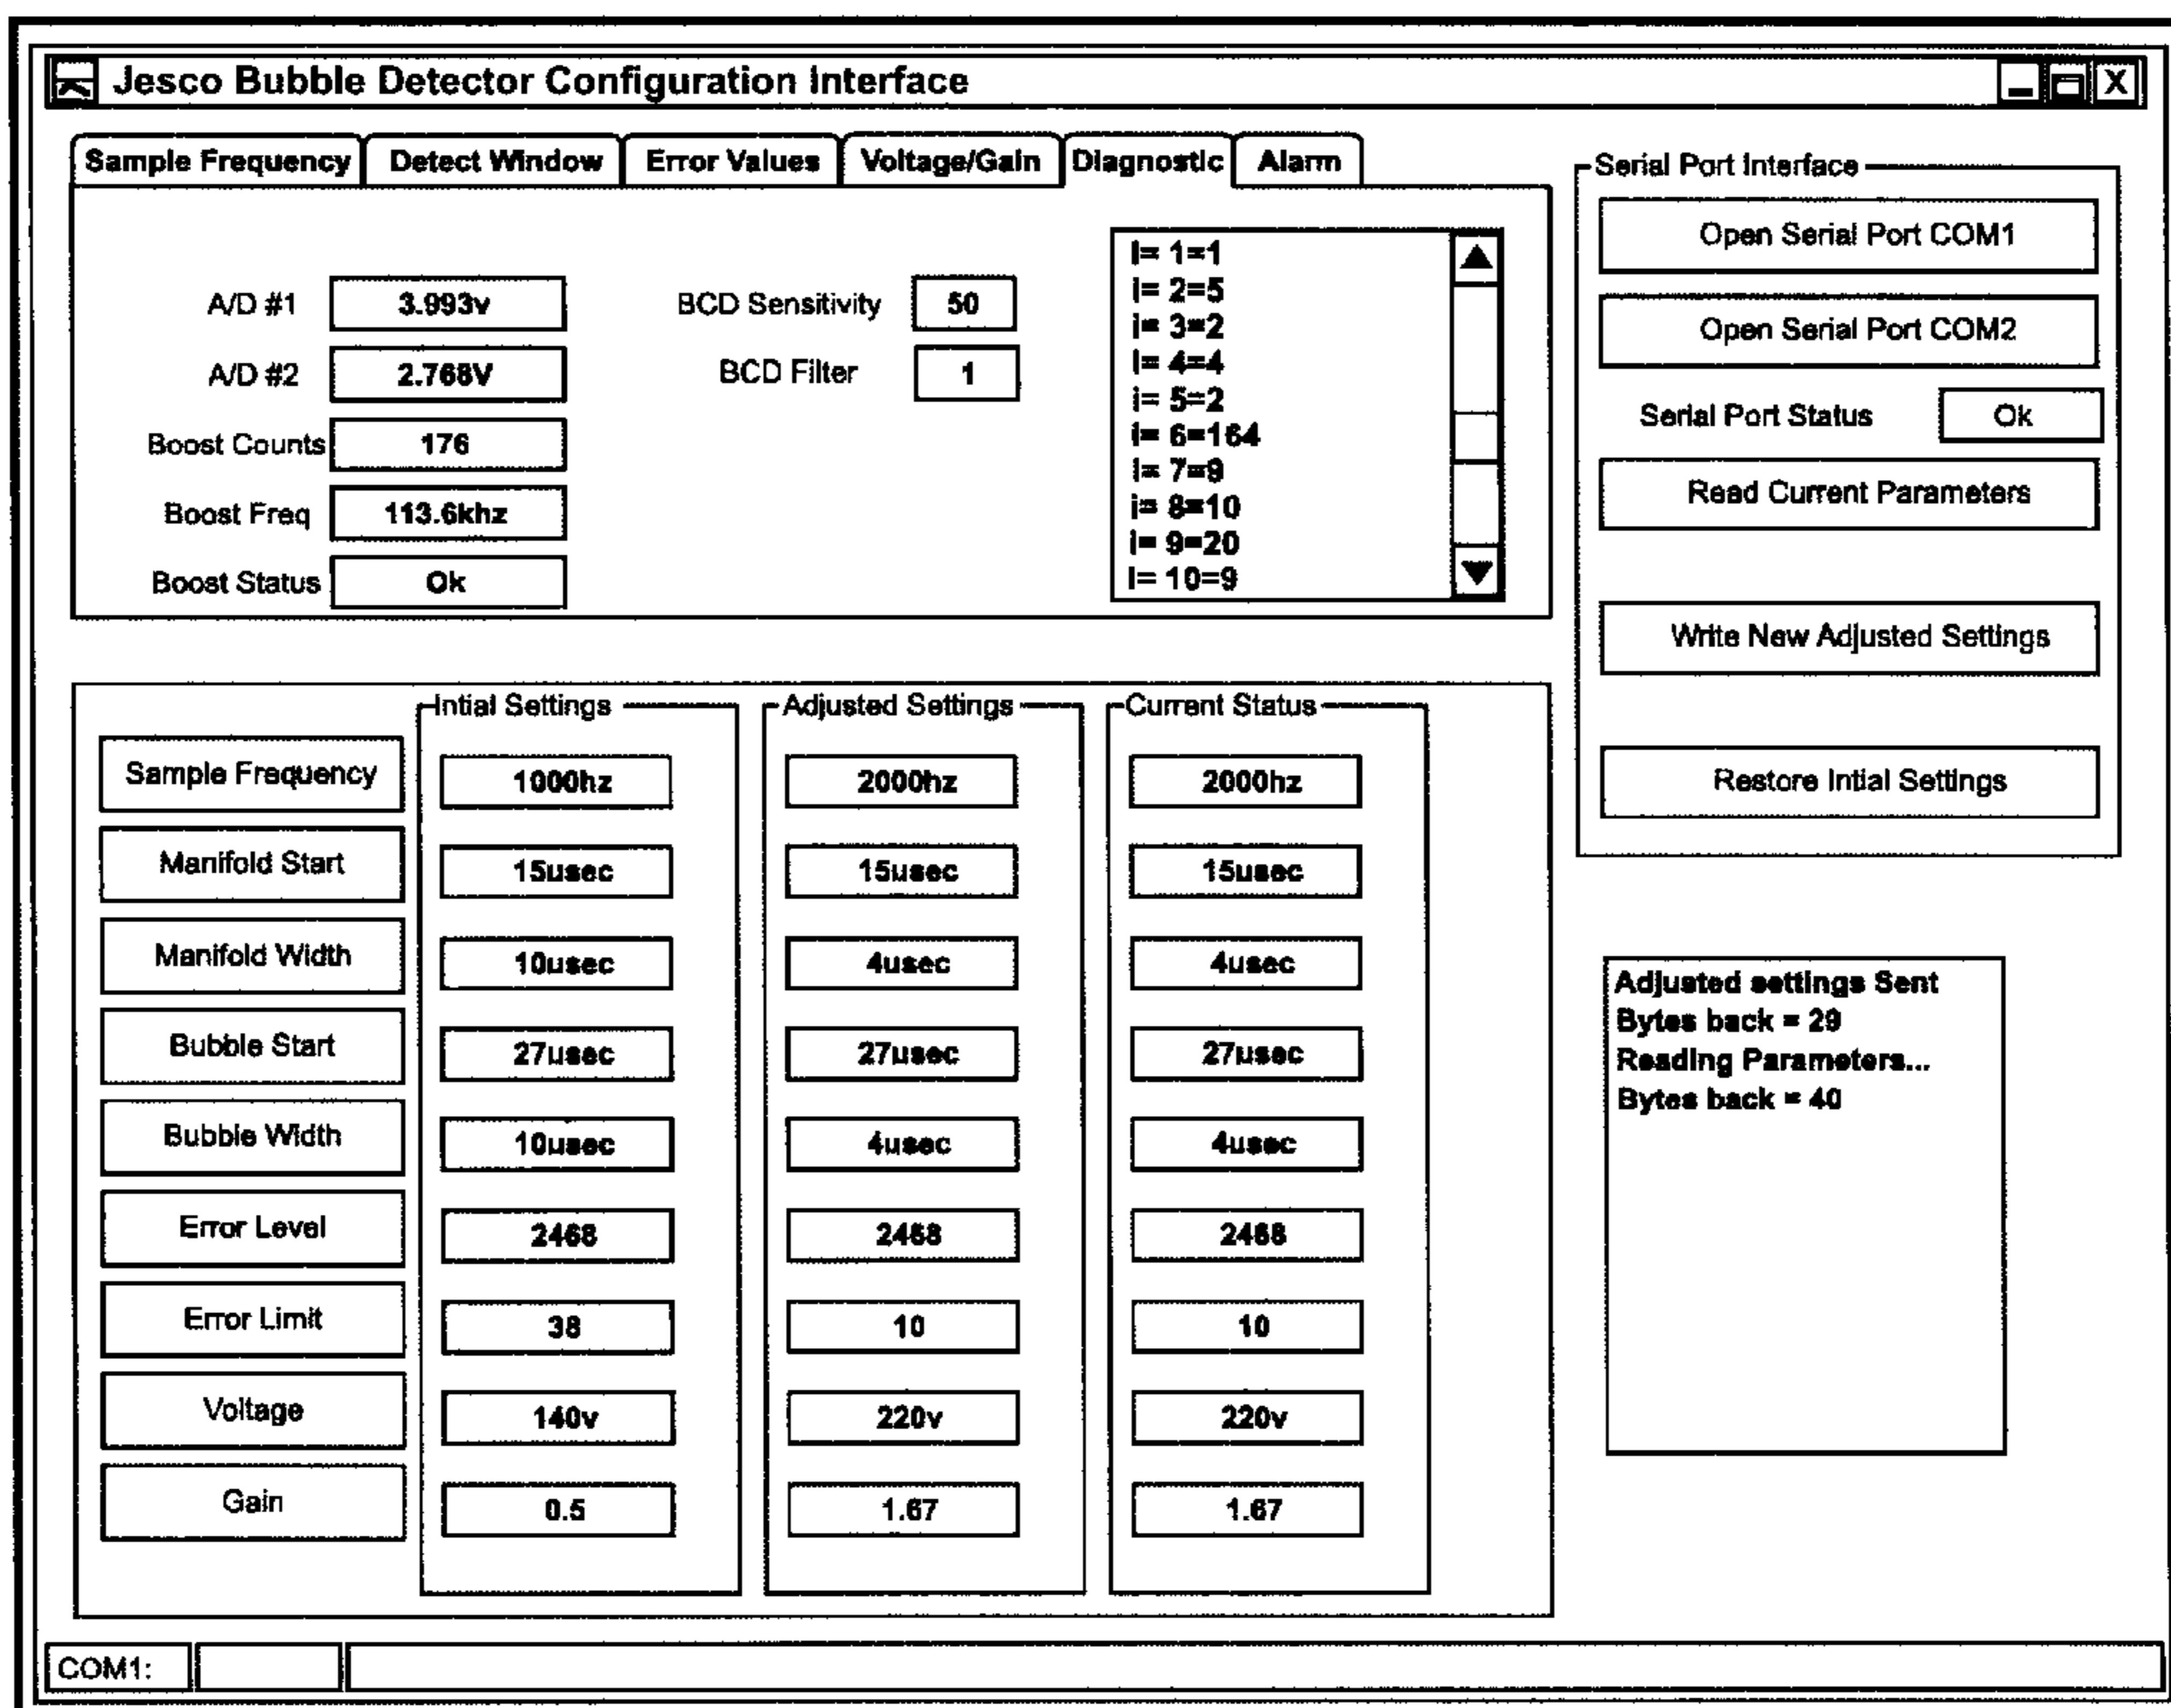 Jesco Bubble Detector Configuration Interface
Sample Frequency Detect Window Error Values Voltage/Gain Diagnostic Alarm
A/D #1 3.993v
A/D #2 2.768V
Boost Counts 176
Boost Freq 113.6khz
Boost Status Ok
BCD Sensitivity 50
BCD Filter 1
I= 1=1
i= 2=5
i= 3=2
I= 4=4
i= 5=2
I= 6=164
I= 7=9
i= 8=10
i= 9=20
I= 10=9
Serial Port Interface
Open Serial Port COM1
Open Serial Port COM2
Serial Port Status Ok
Read Current Parameters
Write New Adjusted Settings
Restore Intial Settings
Intial Settings Adjusted Settings Current Status
Sample Frequency 1000hz 2000hz 2000hz
Manifold Start 15usec 15usec 15usec
Manifold Width 10usec 4usec 4usec
Bubble Start 27usec 27usec 27usec
Bubble Width 10usec 4usec 4usec
Error Level 2468 2468 2468
Error Limit 38 10 10
Voltage 140v 220v 220v
Gain 0.5 1.67 1.67
Adjusted settings Sent
Bytes back = 29
Reading Parameters...
Bytes back = 40
COM1: